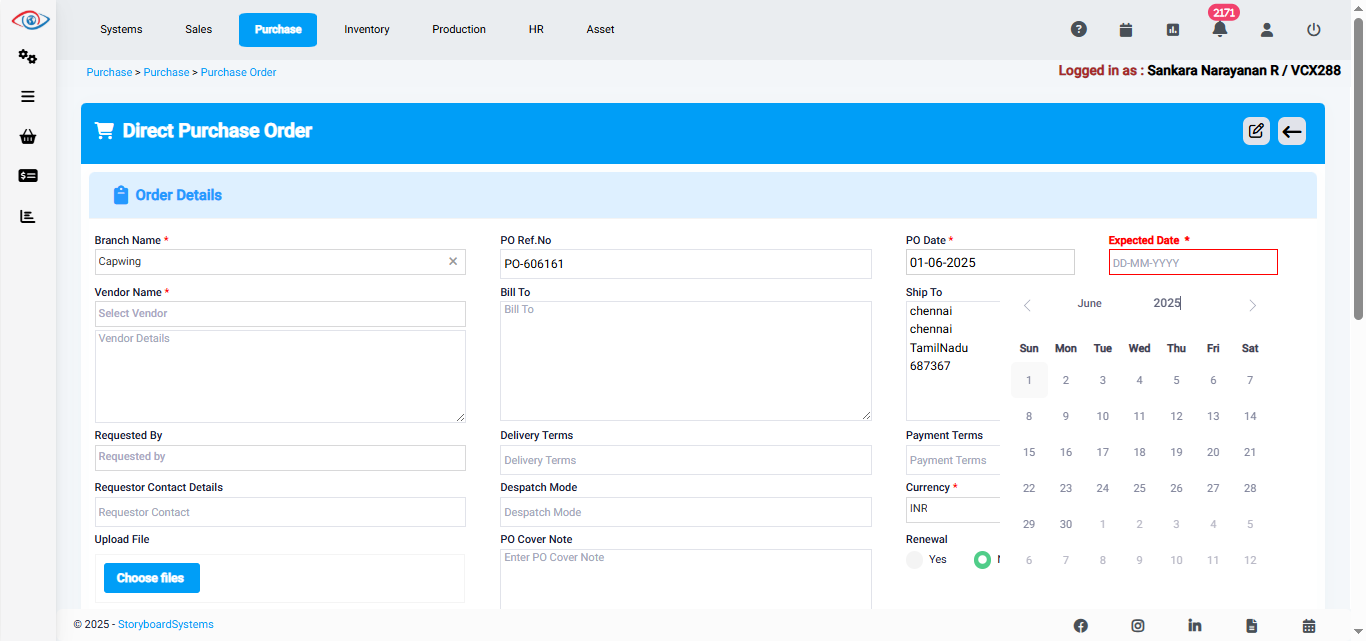 Systems Sales Purchase Inventory Production HR Asset 2171
Purchase > Purchase > Purchase Order
Logged in as : Sankara Narayanan R / VCX288
Direct Purchase Order
Order Details
Branch Name *
Capwing
PO Ref.No
PO-606161
PO Date *
01-06-2025
Expected Date *
DD-MM-YYYY
Vendor Name *
Select Vendor
Vendor Details
Bill To
Bill To
Ship To
chennai
chennai
TamilNadu
687367
June 2025
Sun Mon Tue Wed Thu Fri Sat
1 2 3 4 5 6 7
8 9 10 11 12 13 14
15 16 17 18 19 20 21
22 23 24 25 26 27 28
29 30 1 2 3 4 5
6 7 8 9 10 11 12
Requested By
Requested by
Delivery Terms
Delivery Terms
Payment Terms
Payment Terms
Requestor Contact Details
Requestor Contact
Despatch Mode
Despatch Mode
Currency *
INR
Upload File
Choose files
PO Cover Note
Enter PO Cover Note
Renewal
Yes
© 2025 - StoryboardSystems